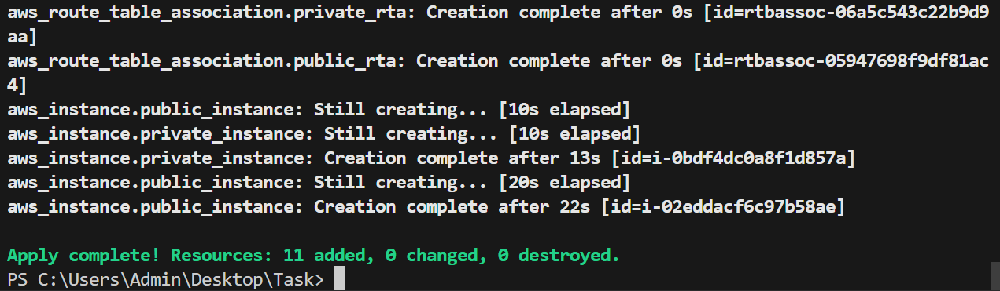 aws_route_table_association.private_rta: Creation complete after 0s [id=rtbassoc-06a5c543c22b9d9
aa]
aws_route_table_association.public_rta: Creation complete after 0s [id=rtbassoc-05947698f9df81ac
4]
aws_instance.public_instance: Still creating... [10s elapsed]
aws_instance.private_instance: Still creating... [10s elapsed]
aws_instance.private_instance: Creation complete after 13s [id=i-0bdf4dc0a8f1d857a]
aws_instance.public_instance: Still creating... [20s elapsed]
aws_instance.public_instance: Creation complete after 22s [id=i-02eddacf6c97b58ae]
Apply complete! Resources: 11 added, 0 changed, 0 destroyed.
PS C:\Users\Admin\Desktop\Task>